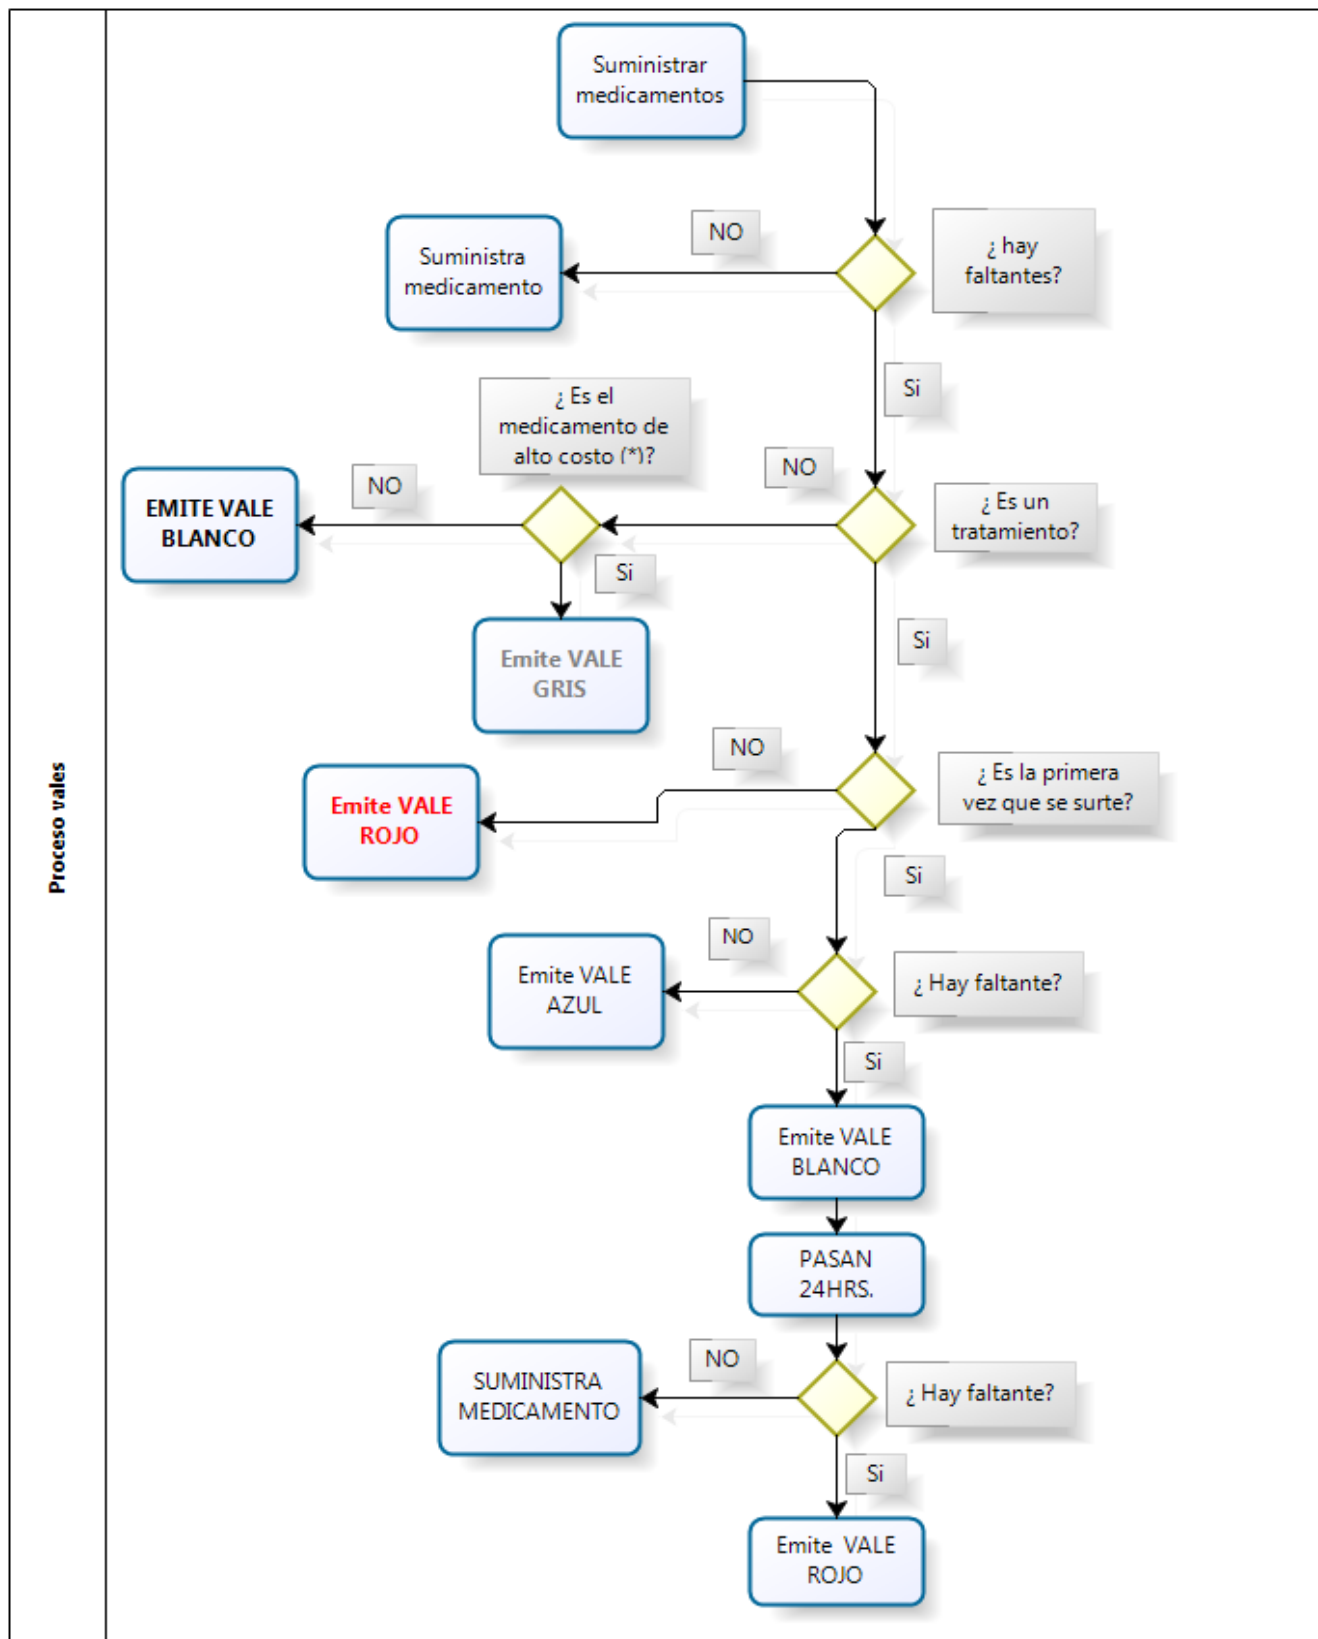 Proceso vales
Suministrar
medicamentos
¿ hay
faltantes?
NO
Suministra
medicamento
Si
¿ Es un
tratamiento?
NO
¿ Es el
medicamento de
alto costo (*)?
NO
EMITE VALE
BLANCO
Si
Emite VALE
GRIS
Si
¿ Es la primera
vez que se surte?
NO
Emite VALE
ROJO
Si
¿ Hay faltante?
NO
Emite VALE
AZUL
Si
Emite VALE
BLANCO
PASAN
24HRS.
¿ Hay faltante?
NO
SUMINISTRA
MEDICAMENTO
Si
Emite  VALE
ROJO